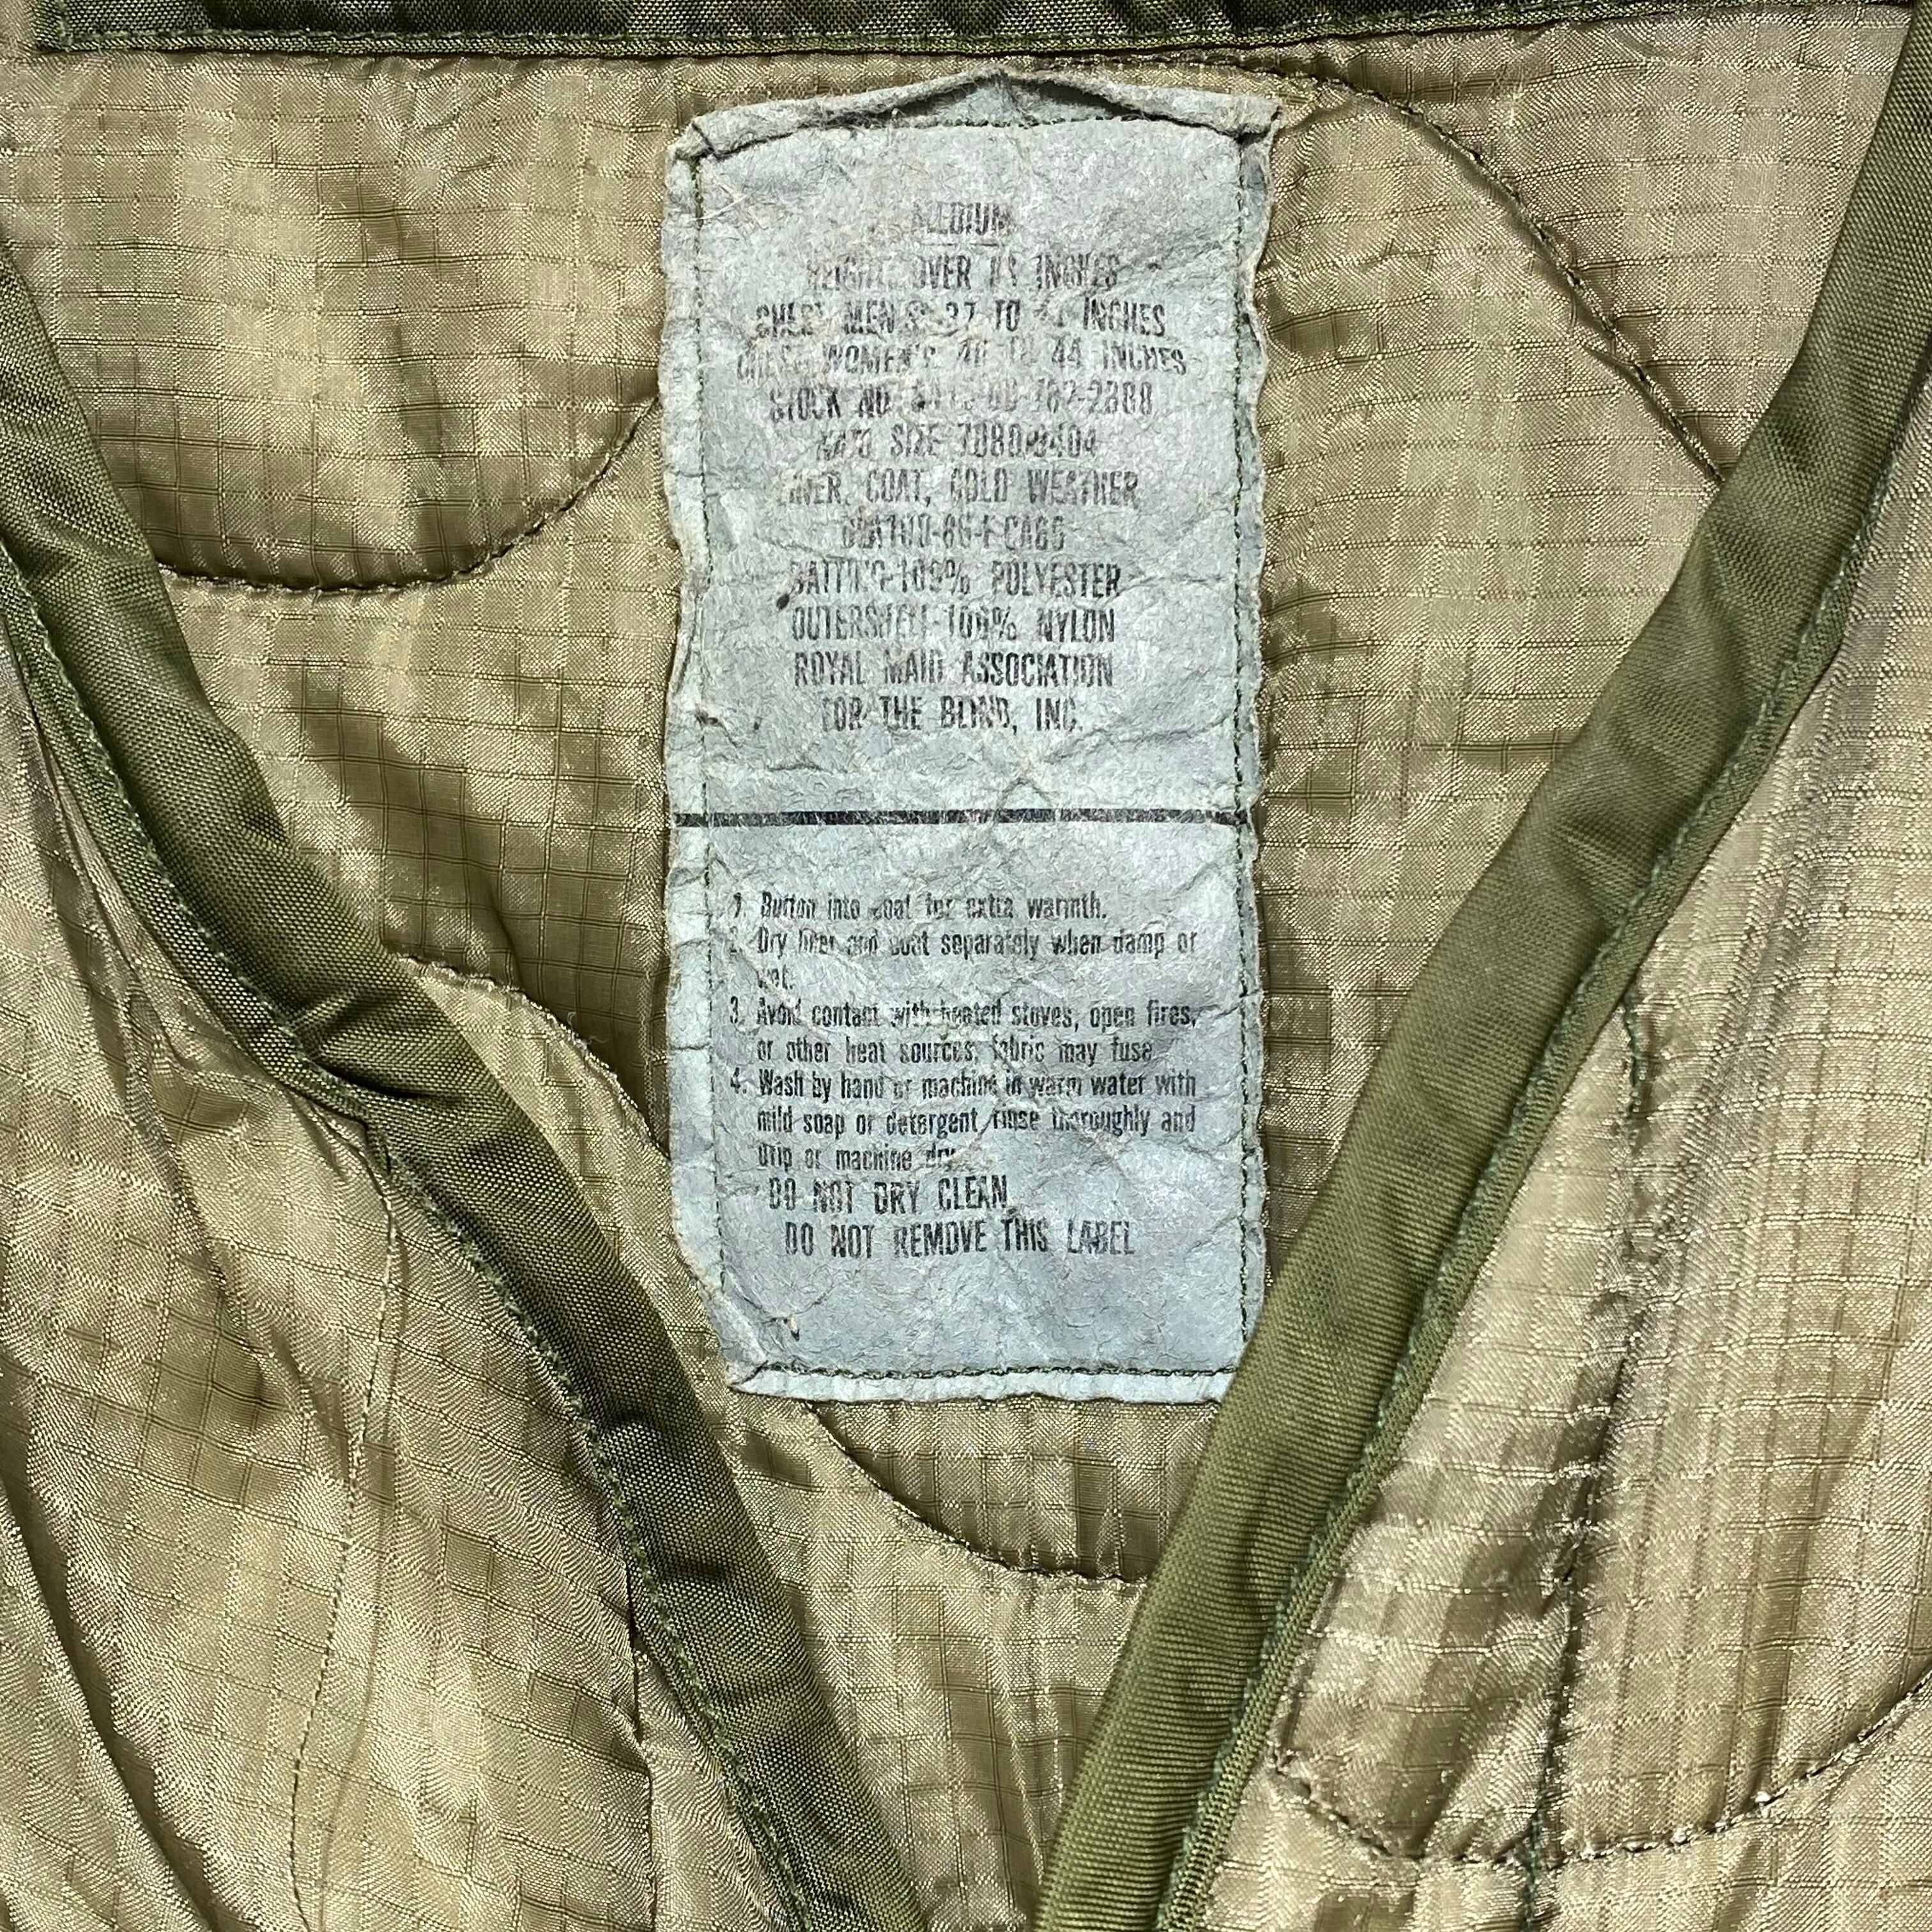 MEDIUM
HEIGHT: OVER INCHES
CHEST MEN'S: 37 TO 41 INCHES
CHEST WOMEN'S: 40 TO 44 INCHES
STOCK NO.
NATO SIZE 7080/9404
LINER, COAT, COLD WEATHER
BATTING-100% POLYESTER
OUTERSHELL-100% NYLON
ROYAL MAID ASSOCIATION
FOR THE BLIND, INC.
1. Button into coat for extra warmth.
2. Dry liner and coat separately when damp or
wet.
3. Avoid contact with heated stoves, open fires,
or other heat sources; fabric may fuse
4. Wash by hand or machine in warm water with
mild soap or detergent, rinse thoroughly and
drip or machine dry.
DO NOT DRY CLEAN
DO NOT REMOVE THIS LABEL